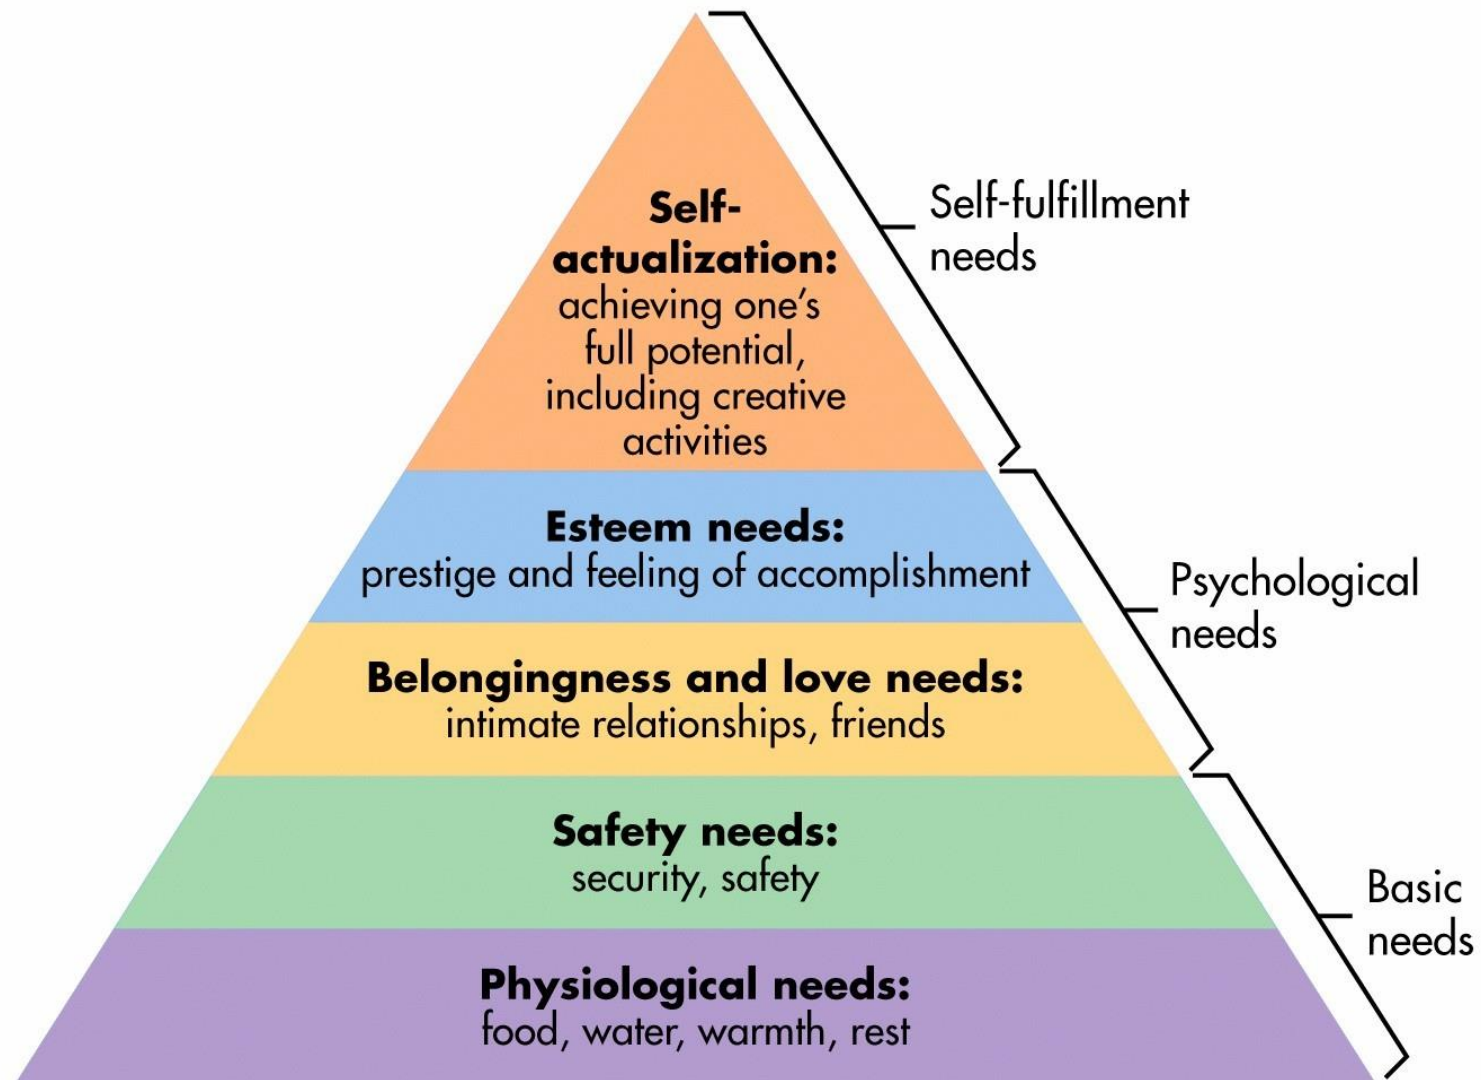 Self-
actualization:
achieving one’s
full potential,
including creative
activities
Self-fulfillment
needs
Esteem needs:
prestige and feeling of accomplishment
Belongingness and love needs:
intimate relationships, friends
Psychological
needs
Safety needs:
security, safety
Physiological needs:
food, water, warmth, rest
Basic
needs